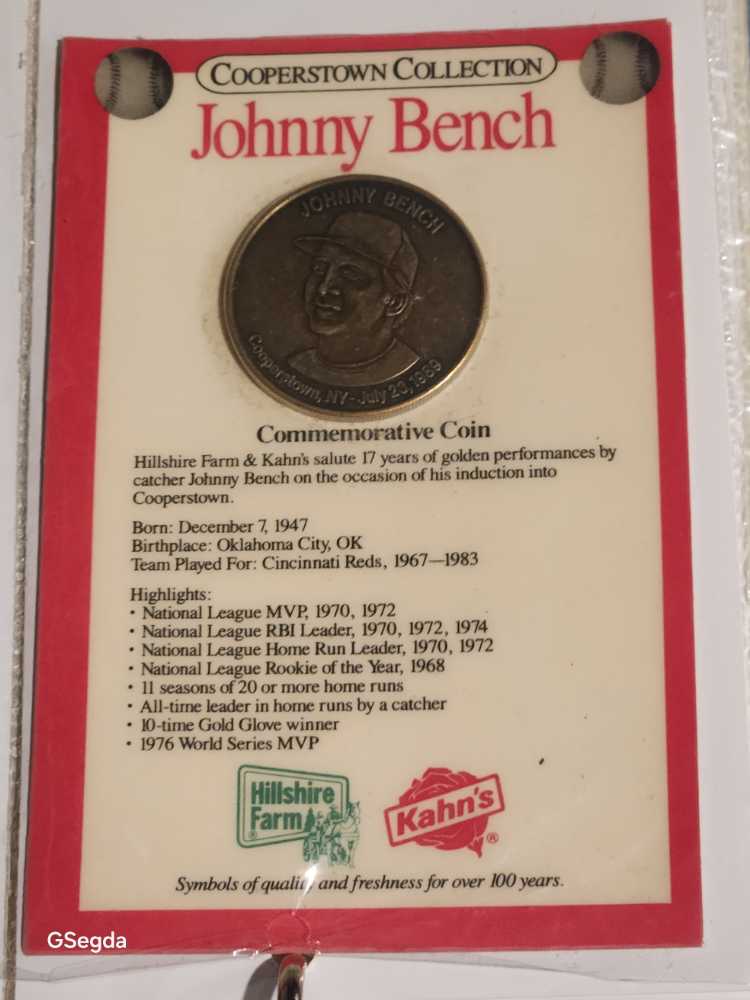 COOPERSTOWN COLLECTION
Johnny Bench
JOHNNY BENCH
Cooperstown, NY - July 23, 1989
Commemorative Coin
Hillshire Farm & Kahn's salute 17 years of golden performances by
catcher Johnny Bench on the occasion of his induction into
Cooperstown.
Born: December 7, 1947
Birthplace: Oklahoma City, OK
Team Played For: Cincinnati Reds, 1967—1983
Highlights:
• National League MVP, 1970, 1972
• National League RBI Leader, 1970, 1972, 1974
• National League Home Run Leader, 1970, 1972
• National League Rookie of the Year, 1968
• 11 seasons of 20 or more home runs
• All-time leader in home runs by a catcher
• 10-time Gold Glove winner
• 1976 World Series MVP
Hillshire
Farm®
Kahn's®
Symbols of quality and freshness for over 100 years.
GSegda